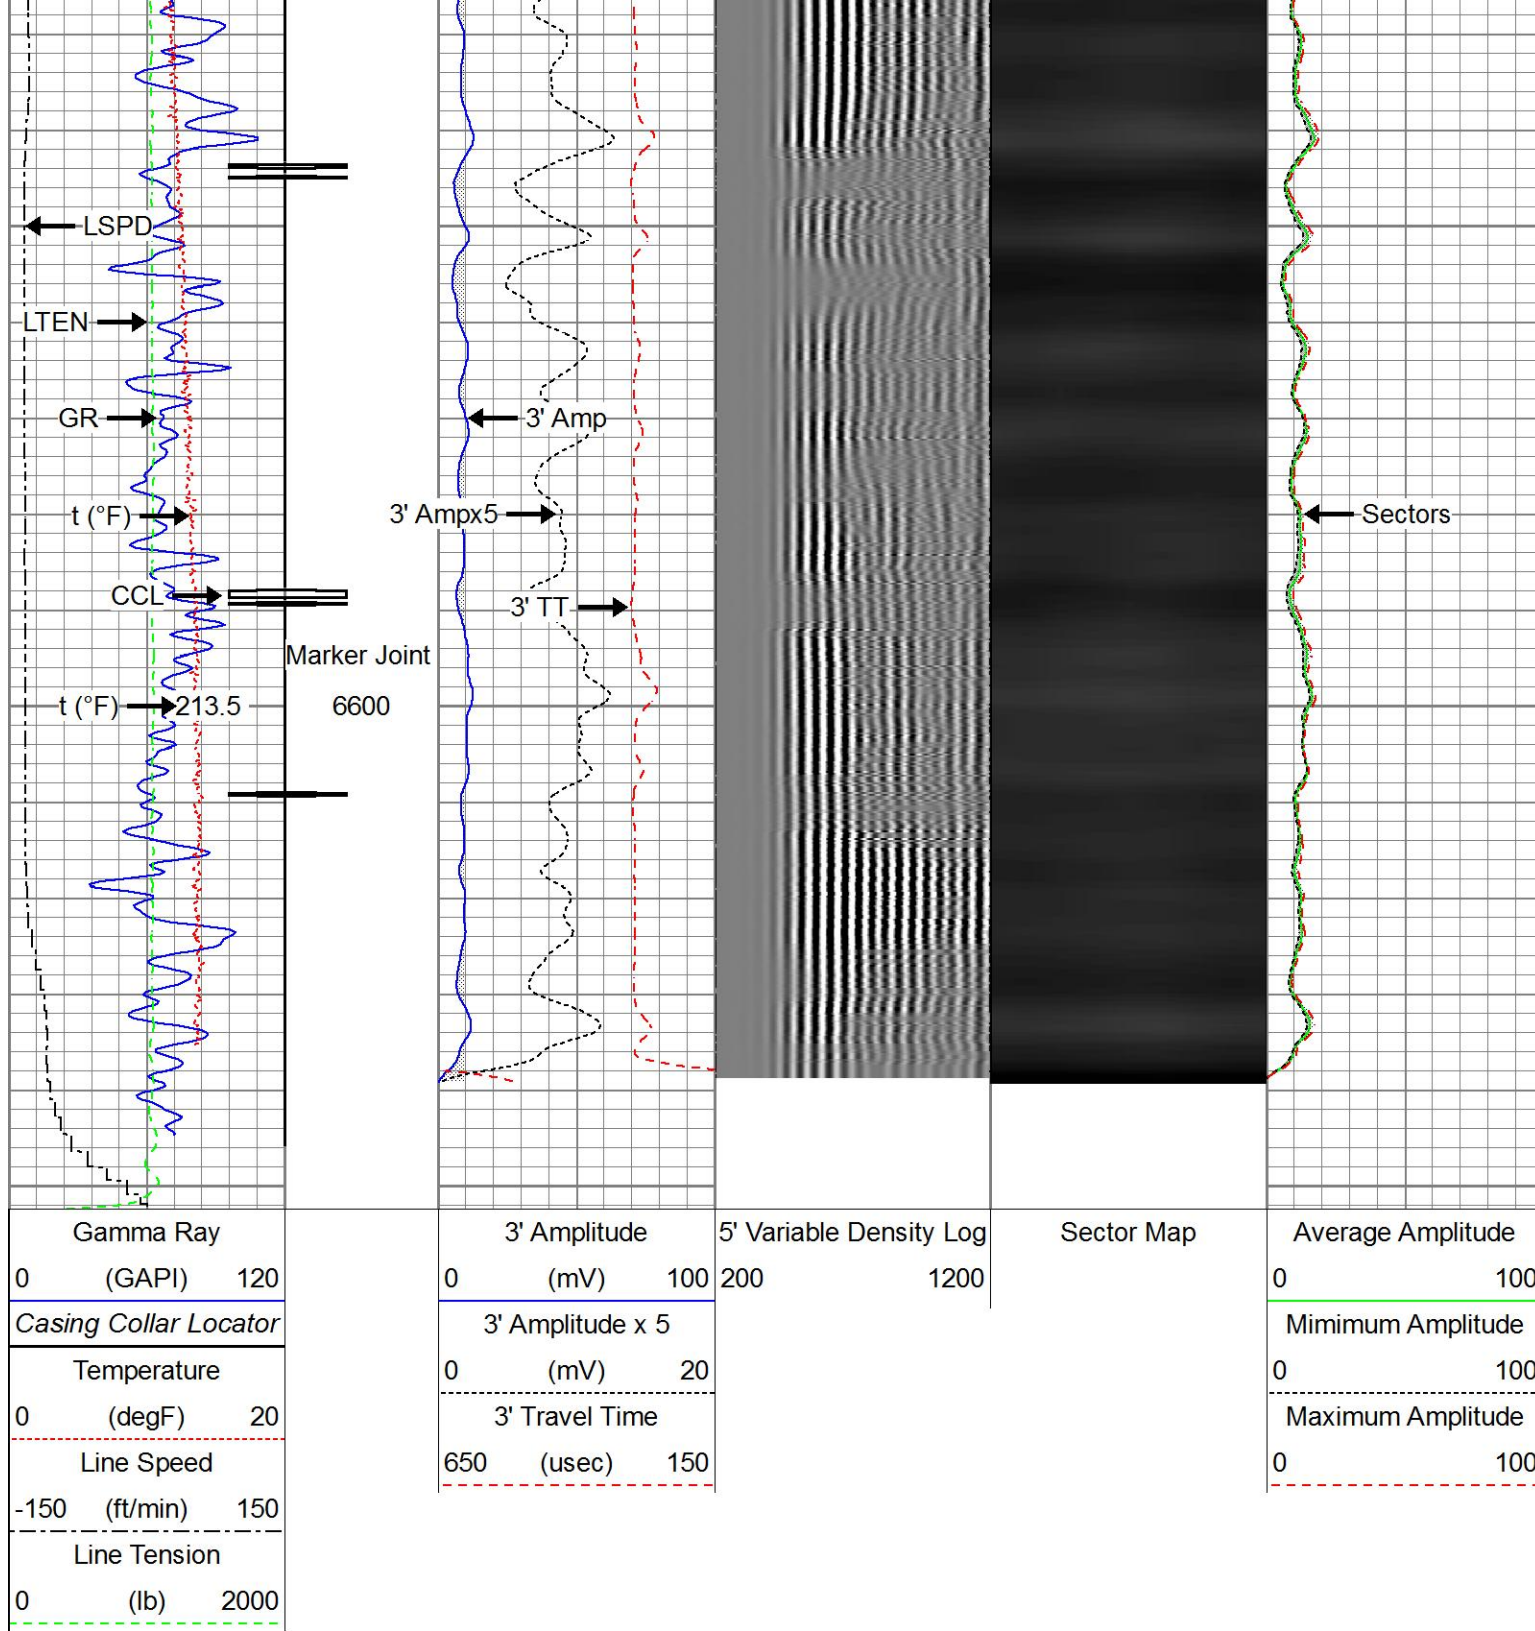 LSPD
LTEN
GR
3' Amp
t (°F)
3' Ampx5
Sectors
CCL
3' TT
Marker Joint
t (°F)
213.5
6600
Gamma Ray
0 (GAPI) 120
Casing Collar Locator
Temperature
0 (degF) 20
Line Speed
-150 (ft/min) 150
Line Tension
0 (lb) 2000
3' Amplitude
0 (mV) 100
3' Amplitude x 5
0 (mV) 20
3' Travel Time
650 (usec) 150
5' Variable Density Log
200 1200
Sector Map
Average Amplitude
0 100
Mimimum Amplitude
0 100
Maximum Amplitude
0 100